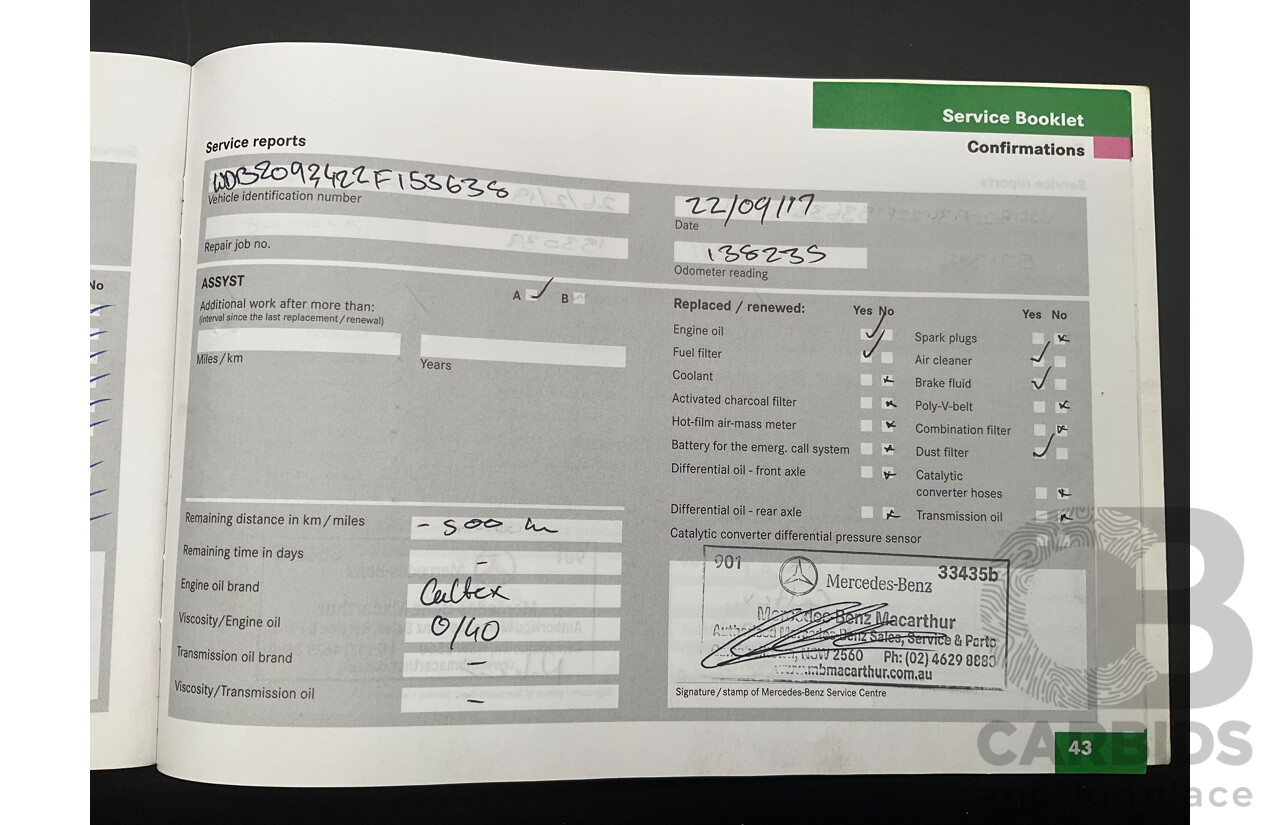 Service Booklet
Confirmations
Service reports
WDB2093422F153638
Vehicle identification number
22/09/17
Date
Repair job no.
138235
Odometer reading
No
ASSYST
A B
Additional work after more than:
(interval since the last replacement/renewal)
Miles/km
Years
Replaced / renewed:
Yes No
Yes No
Engine oil
Spark plugs
Fuel filter
Air cleaner
Coolant
Brake fluid
Activated charcoal filter
Poly-V-belt
Hot-film air-mass meter
Combination filter
Battery for the emerg. call system
Dust filter
Differential oil - front axle
Catalytic
converter hoses
Differential oil - rear axle
Transmission oil
Catalytic converter differential pressure sensor
Remaining distance in km/miles
- 500
Remaining time in days
-
Engine oil brand
Caltex
Viscosity/Engine oil
0/40
Transmission oil brand
-
Viscosity/Transmission oil
-
901
33435b
Mercedes-Benz
Mercedes-Benz Macarthur
Authorised Mercedes-Benz Sales, Service & Parts
NSW 2560 Ph: (02) 4629 8880
www.mbmacarthur.com.au
Signature/stamp of Mercedes-Benz Service Centre
43
CARBIDS